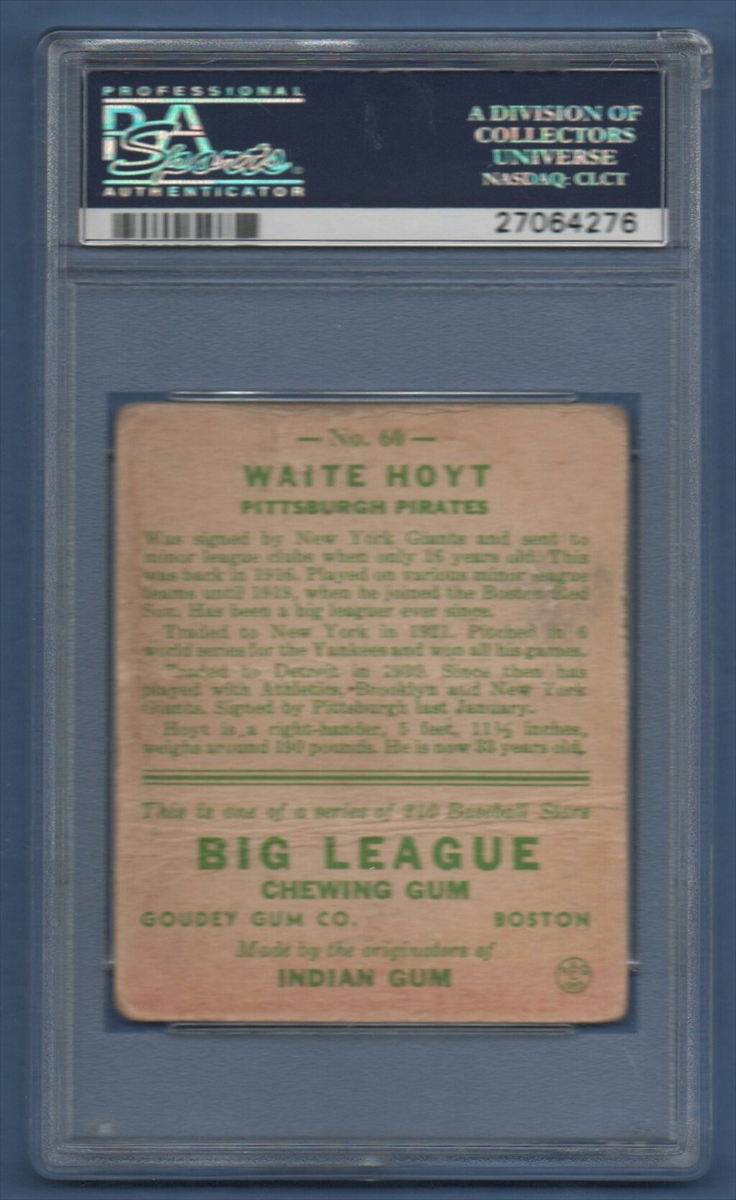 PROFESSIONAL
PSA
Sports
AUTHENTICATOR
A DIVISION OF
COLLECTORS
UNIVERSE
NASDAQ: CLCT
27064276
— No. 60 —
WAITE HOYT
PITTSBURGH PIRATES
Was signed by New York Giants and sent to
minor league clubs when only 16 years old. This
was back in 1916. Played on various minor league
teams until 1918, when he joined the Boston Red
Sox. Has been a big leaguer ever since.
Traded to New York in 1921. Pitched in 6
world series for the Yankees and won all his games.
Traded to Detroit in 1930. Since then has
played with Athletics, Brooklyn and New York
Giants. Signed by Pittsburgh last January.
Hoyt is a right-hander, 5 feet, 11½ inches,
weighs around 190 pounds. He is now 33 years old.
This is one of a series of 240 Baseball Stars
BIG LEAGUE
CHEWING GUM
GOUDEY GUM CO. BOSTON
Made by the originators of
INDIAN GUM